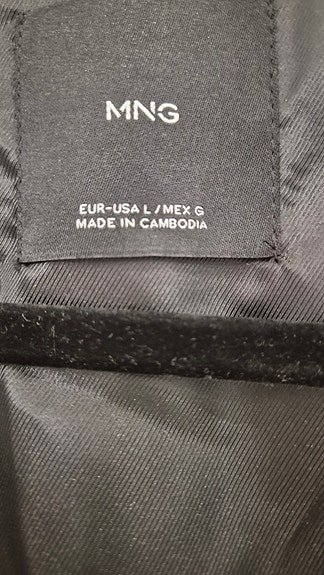 MNG
EUR-USA L / MEX G
MADE IN CAMBODIA